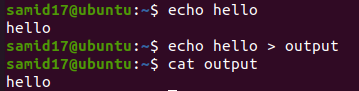 samid17@ubuntu:~$ echo hello
hello
samid17@ubuntu:~$ echo hello > output
samid17@ubuntu:~$ cat output
hello